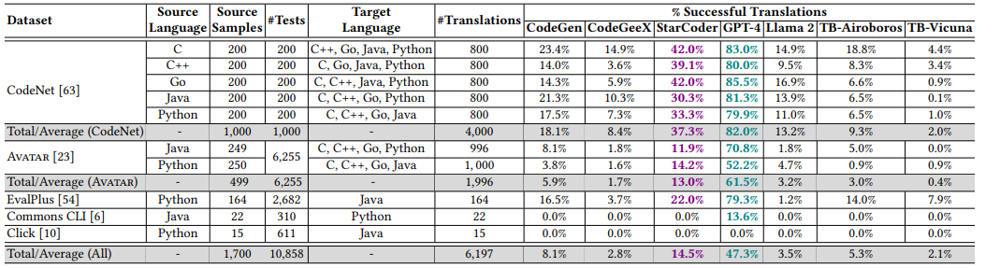 Dataset | Source Language | Source Samples | #Tests | Target Language | #Translations | % Successful Translations
CodeGen | CodeGeeX | StarCoder | GPT-4 | Llama 2 | TB-Airoboros | TB-Vicuna
CodeNet [63] | C | 200 | 200 | C++, Go, Java, Python | 800 | 23.4% | 14.9% | 42.0% | 83.0% | 14.9% | 18.8% | 4.4%
C++ | 200 | 200 | C, Go, Java, Python | 800 | 14.0% | 3.6% | 39.1% | 80.0% | 9.5% | 8.3% | 3.4%
Go | 200 | 200 | C, C++, Java, Python | 800 | 14.3% | 5.9% | 42.0% | 85.5% | 16.9% | 6.6% | 0.9%
Java | 200 | 200 | C, C++, Go, Python | 800 | 21.3% | 10.3% | 30.3% | 81.3% | 13.9% | 6.5% | 0.1%
Python | 200 | 200 | C, C++, Go, Java | 800 | 17.5% | 7.3% | 33.3% | 79.9% | 11.0% | 6.5% | 1.0%
Total/Average (CodeNet) | - | 1,000 | 1,000 | - | 4,000 | 18.1% | 8.4% | 37.3% | 82.0% | 13.2% | 9.3% | 2.0%
AVATAR [23] | Java | 249 | 6,255 | C, C++, Go, Python | 996 | 8.1% | 1.8% | 11.9% | 70.8% | 1.8% | 5.0% | 0.0%
Python | 250 | C, C++, Go, Java | 1,000 | 3.8% | 1.6% | 14.2% | 52.2% | 4.7% | 0.9% | 0.9%
Total/Average (AVATAR) | - | 499 | 6,255 | - | 1,996 | 5.9% | 1.7% | 13.0% | 61.5% | 3.2% | 3.0% | 0.4%
EvalPlus [54] | Python | 164 | 2,682 | Java | 164 | 16.5% | 3.7% | 22.0% | 79.3% | 1.2% | 14.0% | 7.9%
Commons CLI [6] | Java | 22 | 310 | Python | 22 | 0.0% | 0.0% | 0.0% | 13.6% | 0.0% | 0.0% | 0.0%
Click [10] | Python | 15 | 611 | Java | 15 | 0.0% | 0.0% | 0.0% | 0.0% | 0.0% | 0.0% | 0.0%
Total/Average (All) | - | 1,700 | 10,858 | - | 6,197 | 8.1% | 2.8% | 14.5% | 47.3% | 3.5% | 5.3% | 2.1%